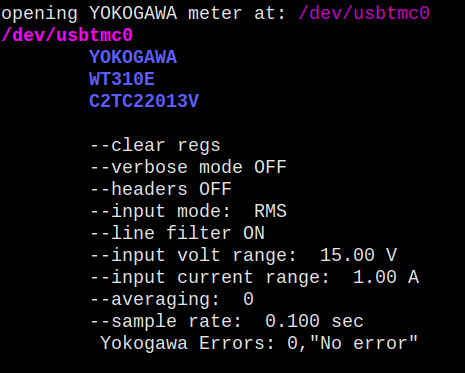 opening YOKOGAWA meter at: /dev/usbtmc0
/dev/usbtmc0
YOKOGAWA
WT310E
C2TC22013V
--clear regs
--verbose mode OFF
--headers OFF
--input mode:  RMS
--line filter ON
--input volt range:  15.00 V
--input current range:  1.00 A
--averaging:  0
--sample rate:  0.100 sec
Yokogawa Errors: 0,"No error"